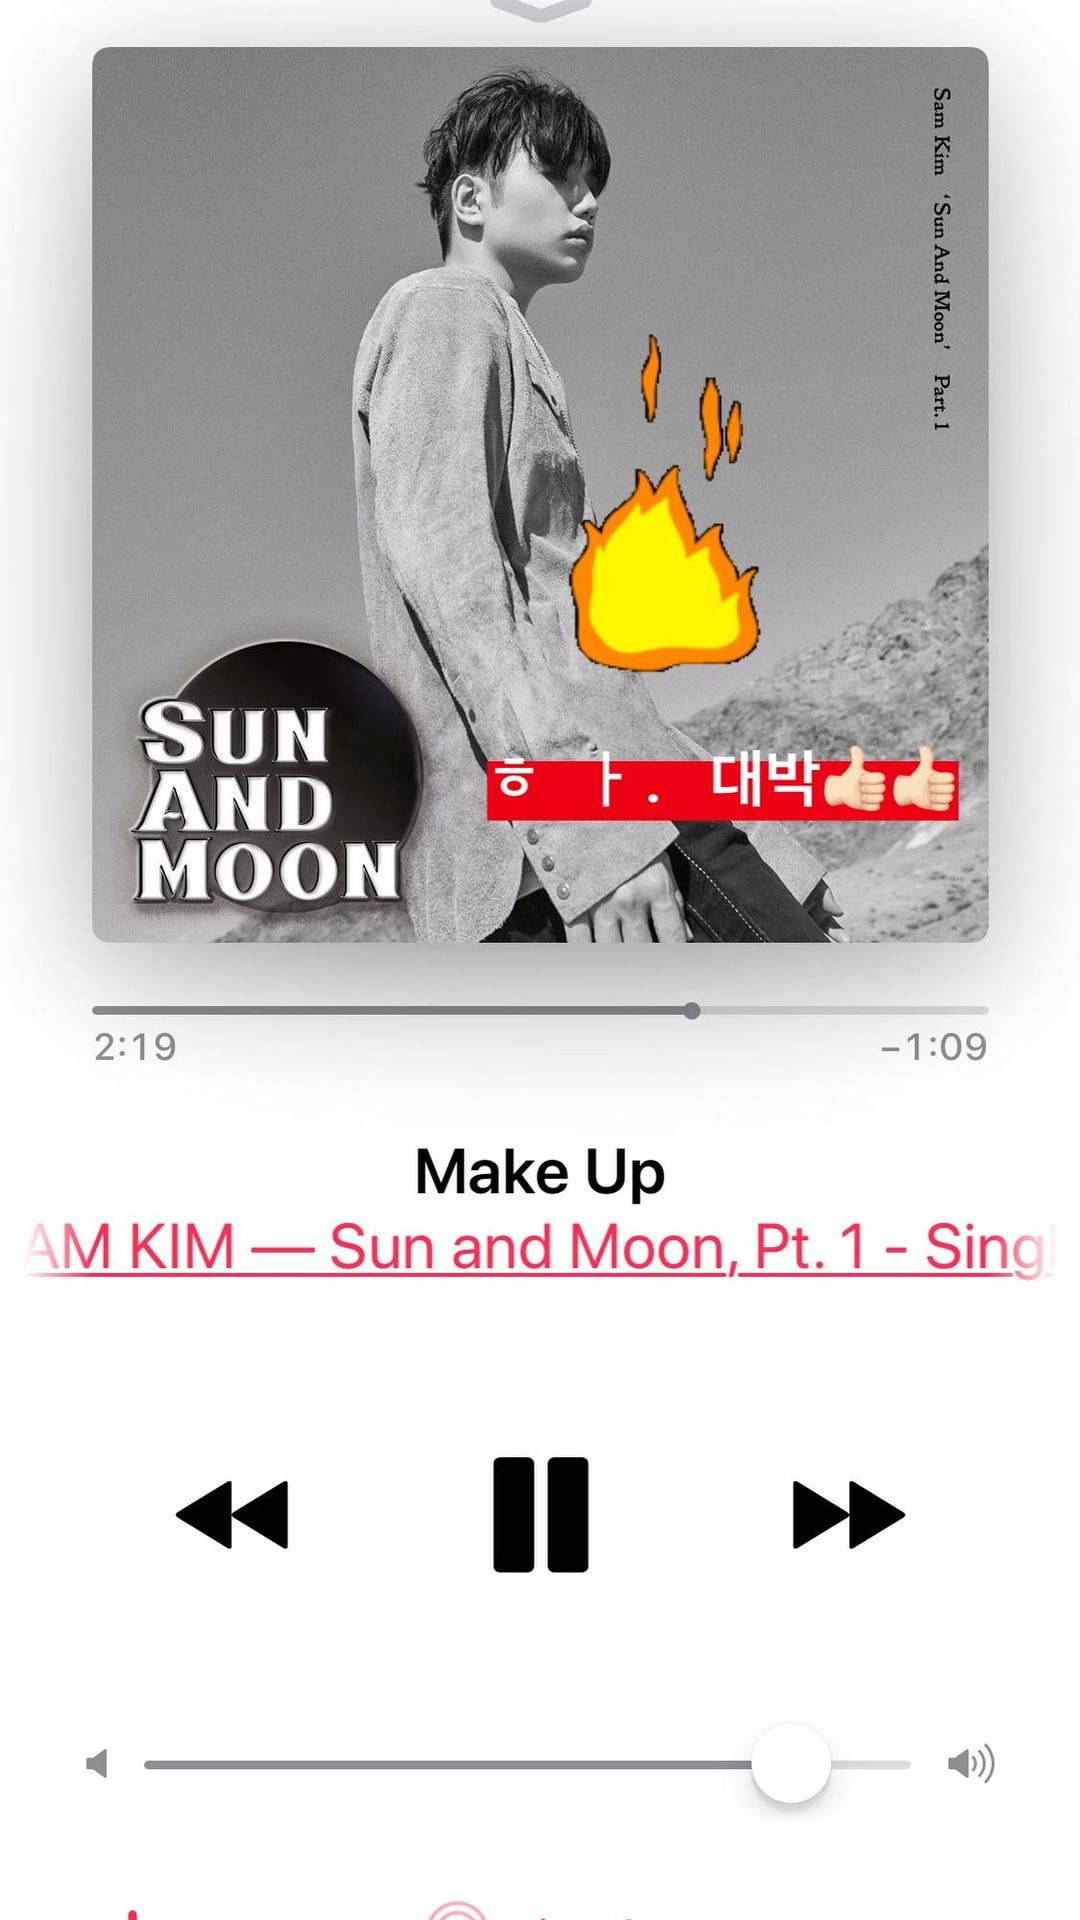 Sam Kim ‘Sun And Moon’ Part. 1
SUN
AND
MOON
ㅎ ㅏ. 대박👍🏻👍🏻
2:19
−1:09
Make Up
AM KIM — Sun and Moon, Pt. 1 - Singl